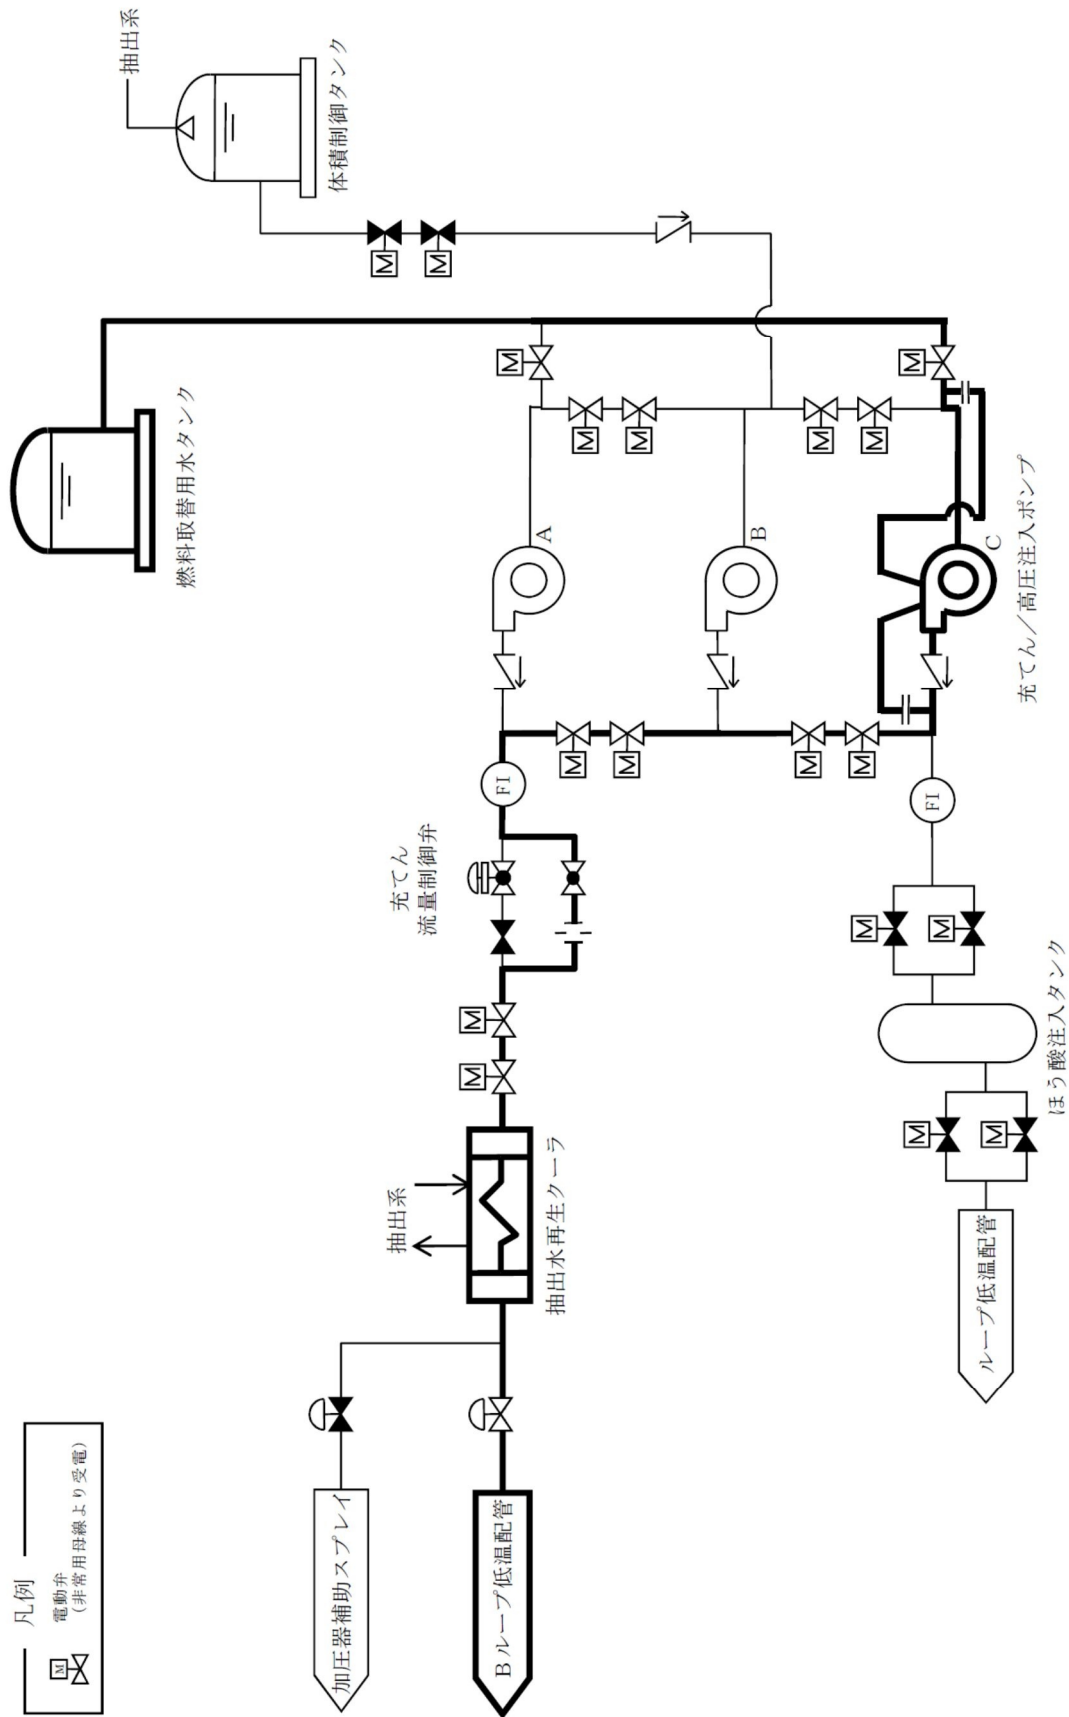 凡例
M
電動弁
(非常用母線より受電)
加圧器補助スプレイ
Bループ低温配管
抽出系
抽出水再生クーラ
M
M
充てん
流量制御弁
FI
M
M
M
M
A
B
C
充てん／高圧注入ポンプ
M
M
M
M
M
M
燃料取替用水タンク
抽出系
体積制御タンク
M
M
FI
M
M
ほう酸注入タンク
M
M
ループ低温配管